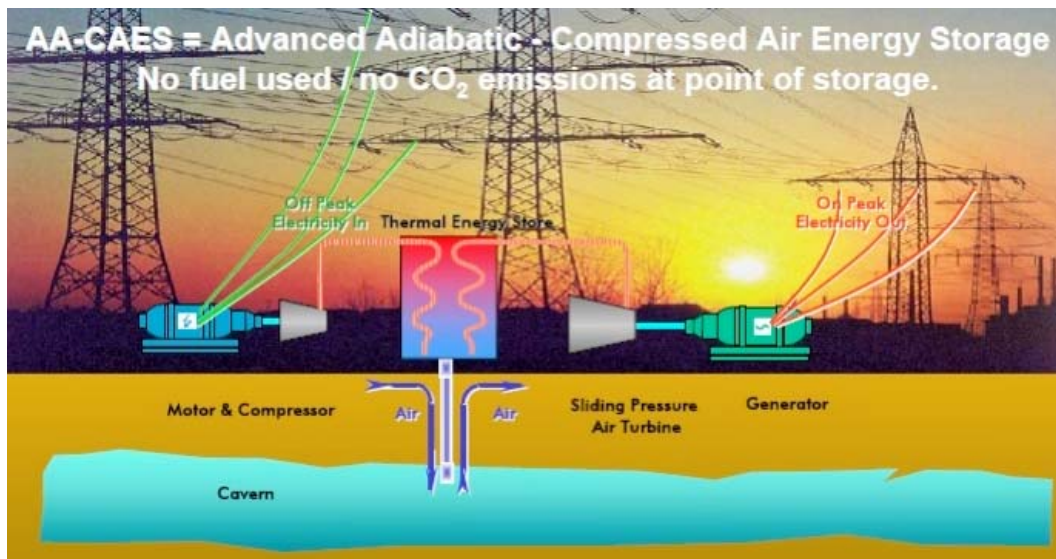 AA-CAES = Advanced Adiabatic - Compressed Air Energy Storage
No fuel used / no CO₂ emissions at point of storage.
Off Peak
Electricity In
Thermal Energy Store
On Peak
Electricity Out
Motor & Compressor
Air
Air
Sliding Pressure
Air Turbine
Generator
Cavern